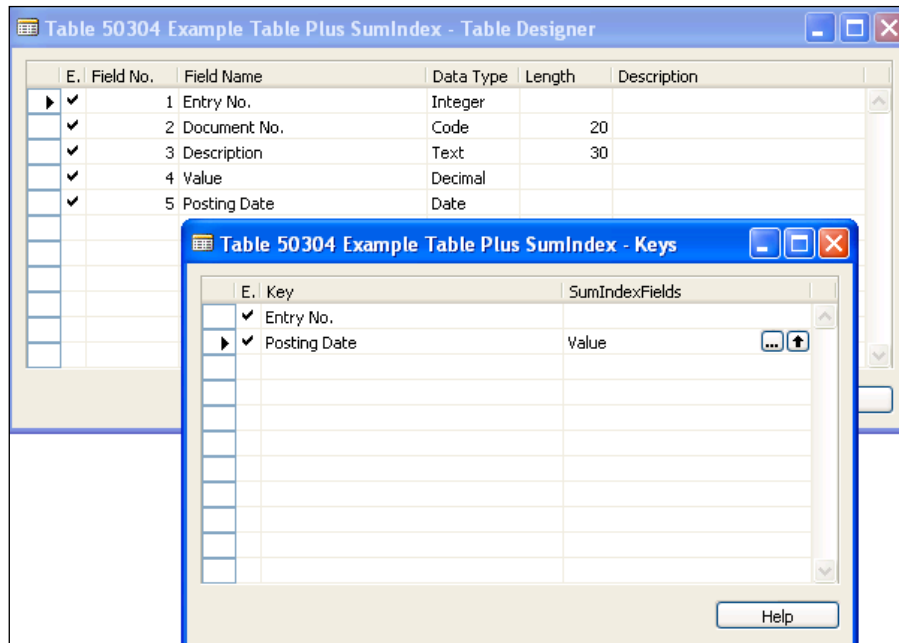 Table 50304 Example Table Plus SumIndex - Table Designer
E. Field No. Field Name Data Type Length Description
1 Entry No. Integer
2 Document No. Code 20
3 Description Text 30
4 Value Decimal
5 Posting Date Date
Table 50304 Example Table Plus SumIndex - Keys
E. Key SumIndexFields
Entry No.
Posting Date Value ...
Help